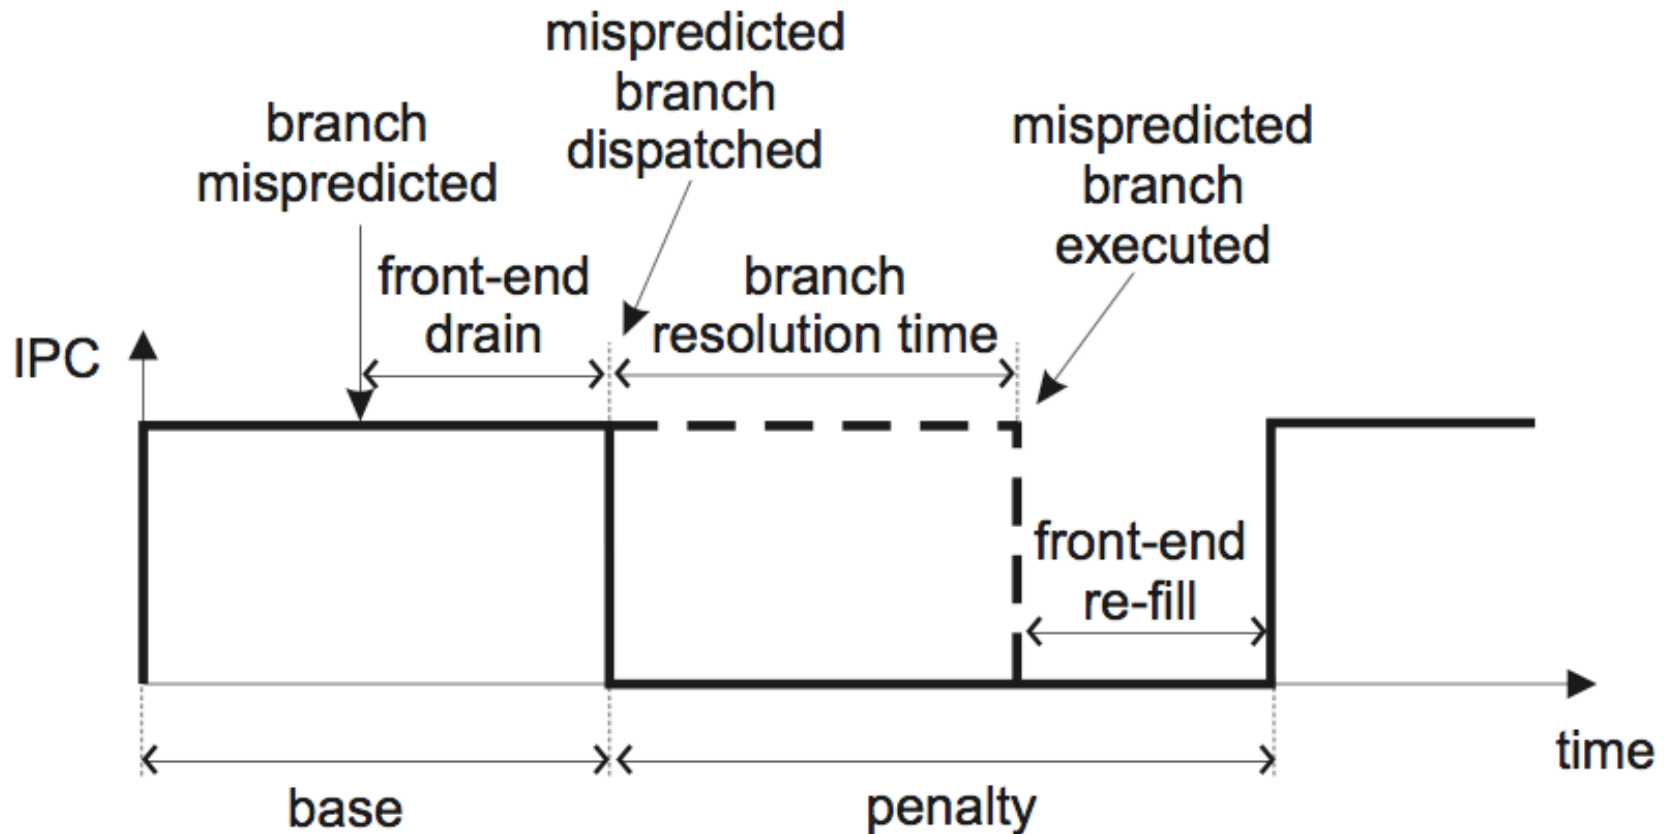 mispredicted
branch
dispatched
branch
mispredicted
mispredicted
branch
executed
front-end
drain
branch
resolution time
IPC
front-end
re-fill
time
base
penalty